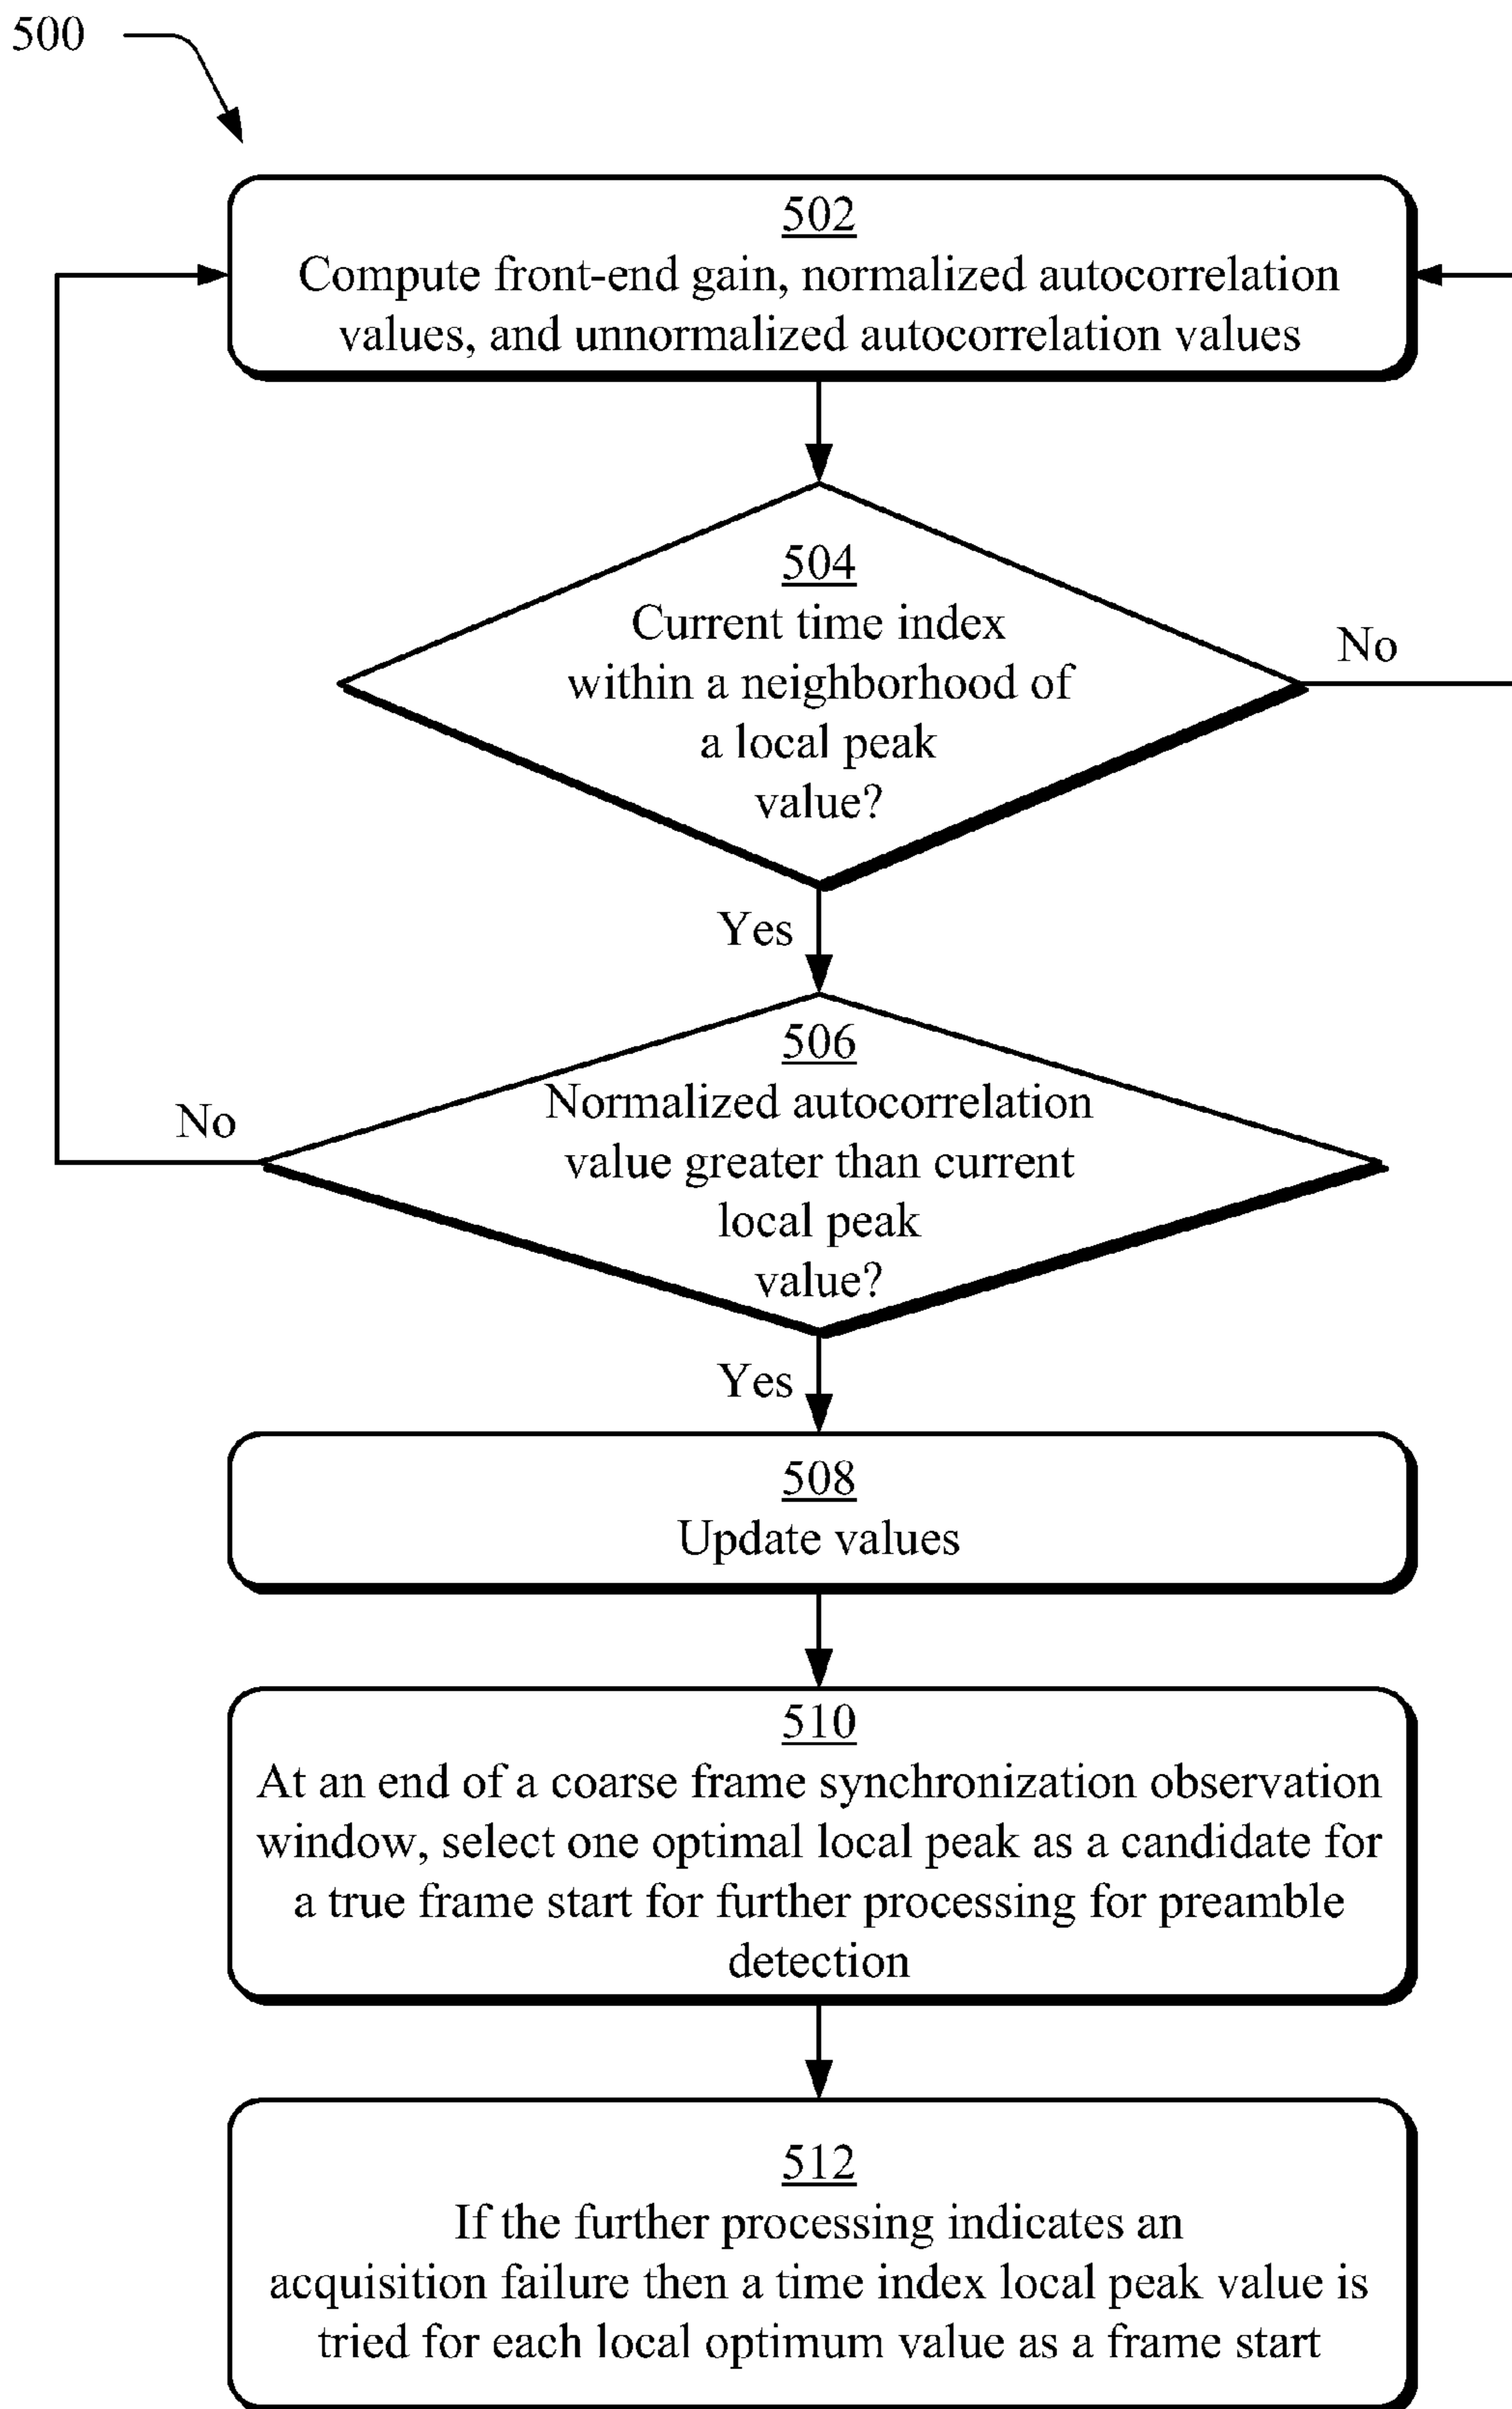 500
502
Compute front-end gain, normalized autocorrelation
values, and unnormalized autocorrelation values
504
Current time index
within a neighborhood of
a local peak
value?
No
Yes
506
Normalized autocorrelation
value greater than current
local peak
value?
No
Yes
508
Update values
510
At an end of a coarse frame synchronization observation
window, select one optimal local peak as a candidate for
a true frame start for further processing for preamble
detection
512
If the further processing indicates an
acquisition failure then a time index local peak value is
tried for each local optimum value as a frame start